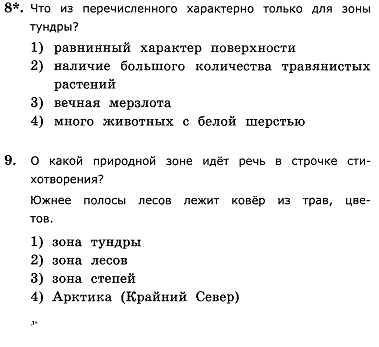 8*. Что из перечисленного характерно только для зоны
тундры?
1) равнинный характер поверхности
2) наличие большого количества травянистых
растений
3) вечная мерзлота
4) много животных с белой шерстью
9. О какой природной зоне идёт речь в строчке сти-
хотворения?
Южнее полосы лесов лежит ковёр из трав, цве-
тов.
1) зона тундры
2) зона лесов
3) зона степей
4) Арктика (Крайний Север)
3*